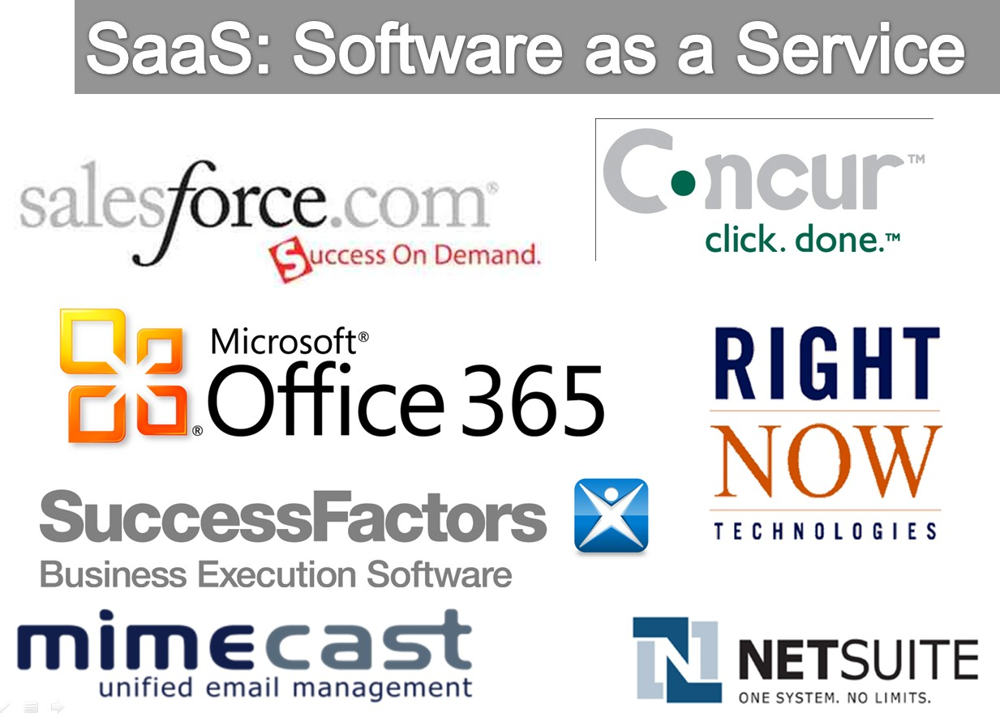 SaaS: Software as a Service
salesforce.com®
Success On Demand.
Concur™
click. done.™
Microsoft®
Office 365
®
RIGHT
NOW
TECHNOLOGIES
SuccessFactors
Business Execution Software
mimecast
unified email management
N NETSUITE
ONE SYSTEM. NO LIMITS.